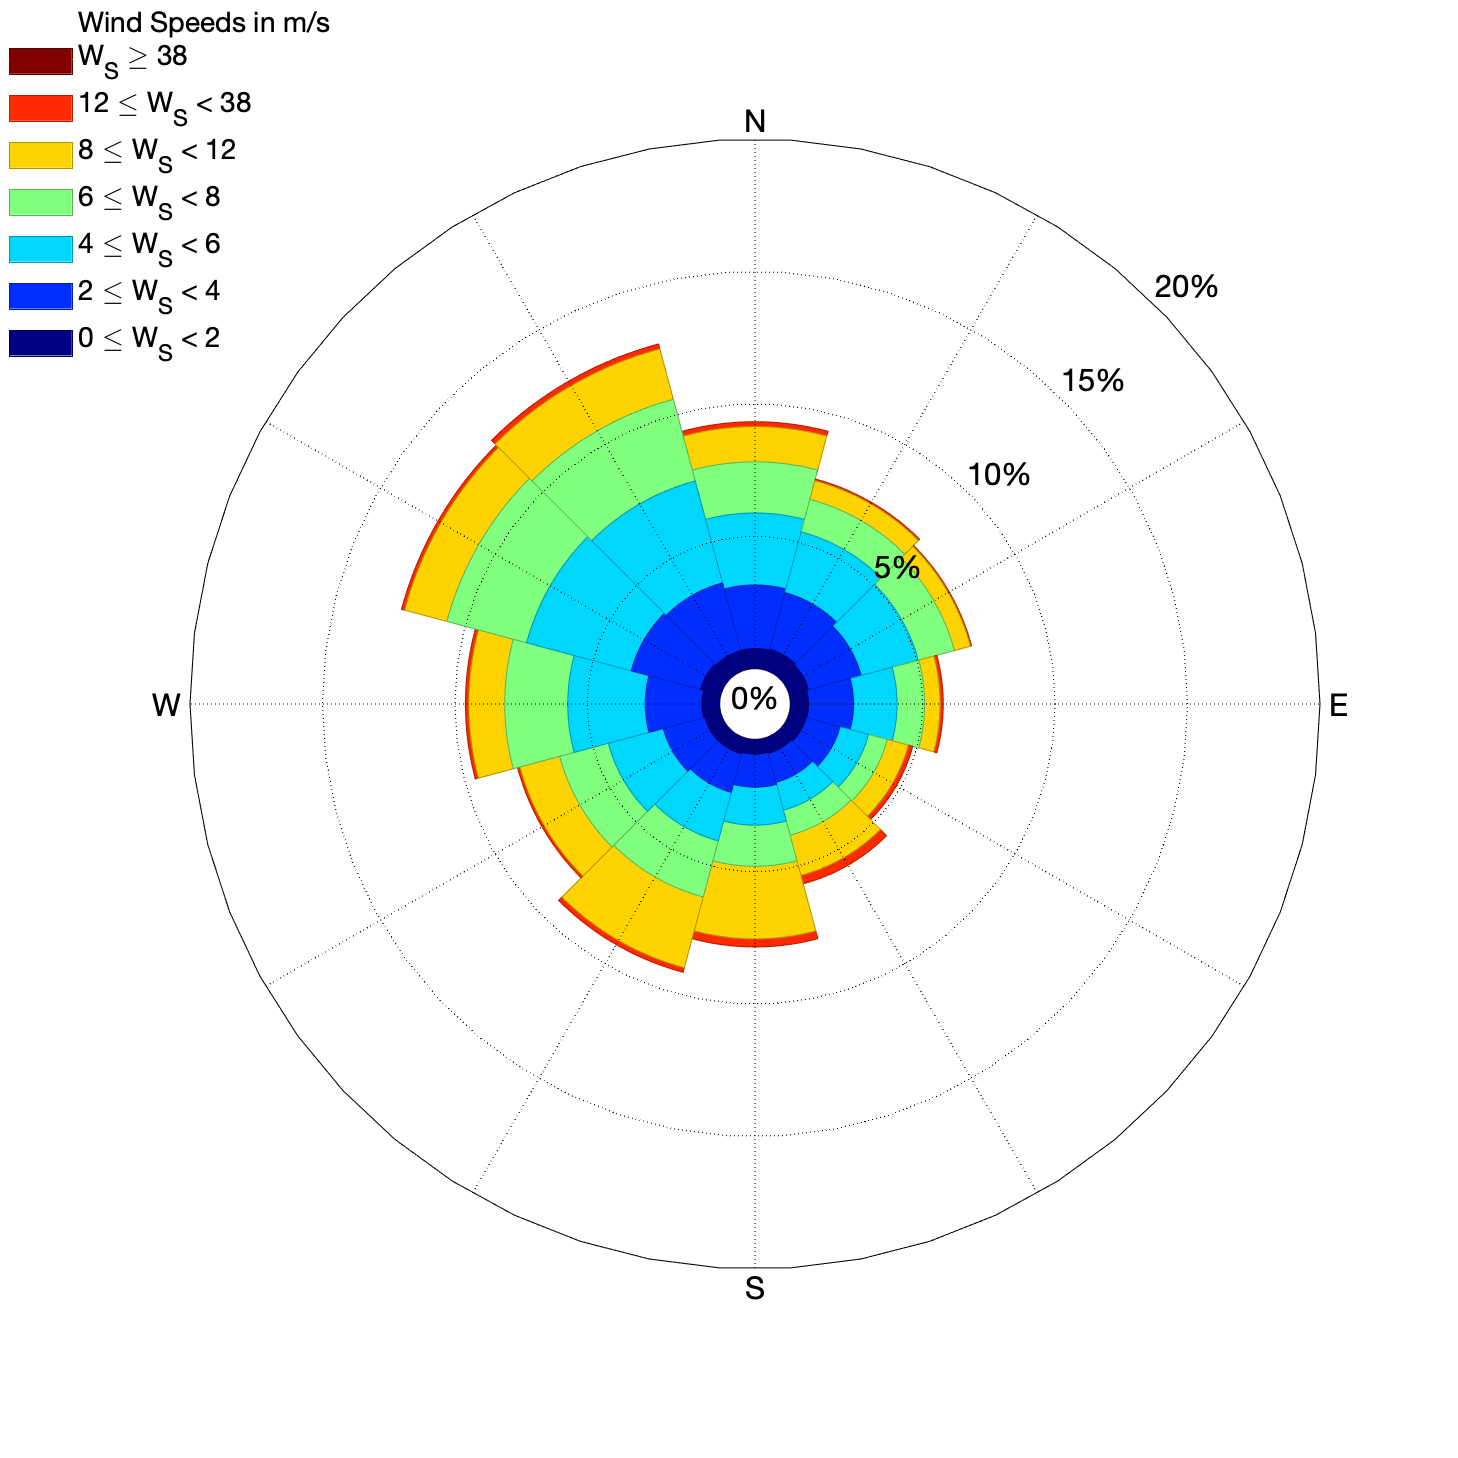 Wind Speeds in m/s
W_S ≥ 38
12 ≤ W_S < 38
8 ≤ W_S < 12
6 ≤ W_S < 8
4 ≤ W_S < 6
2 ≤ W_S < 4
0 ≤ W_S < 2
N
20%
15%
10%
5%
0%
W
E
S